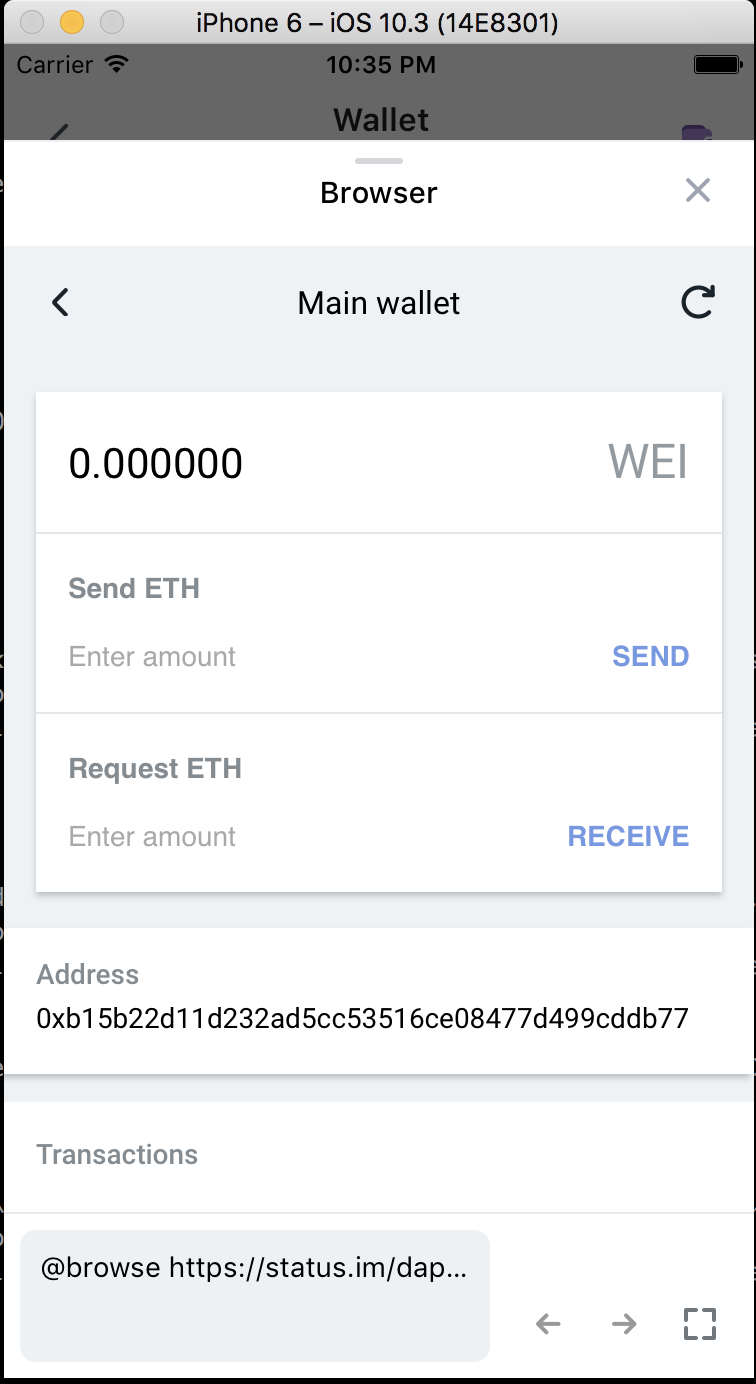 iPhone 6 – iOS 10.3 (14E8301)
Carrier 10:35 PM
Wallet
Browser
Main wallet
0.000000 WEI
Send ETH
Enter amount SEND
Request ETH
Enter amount RECEIVE
Address
0xb15b22d11d232ad5cc53516ce08477d499cddb77
Transactions
@browse https://status.im/dap...